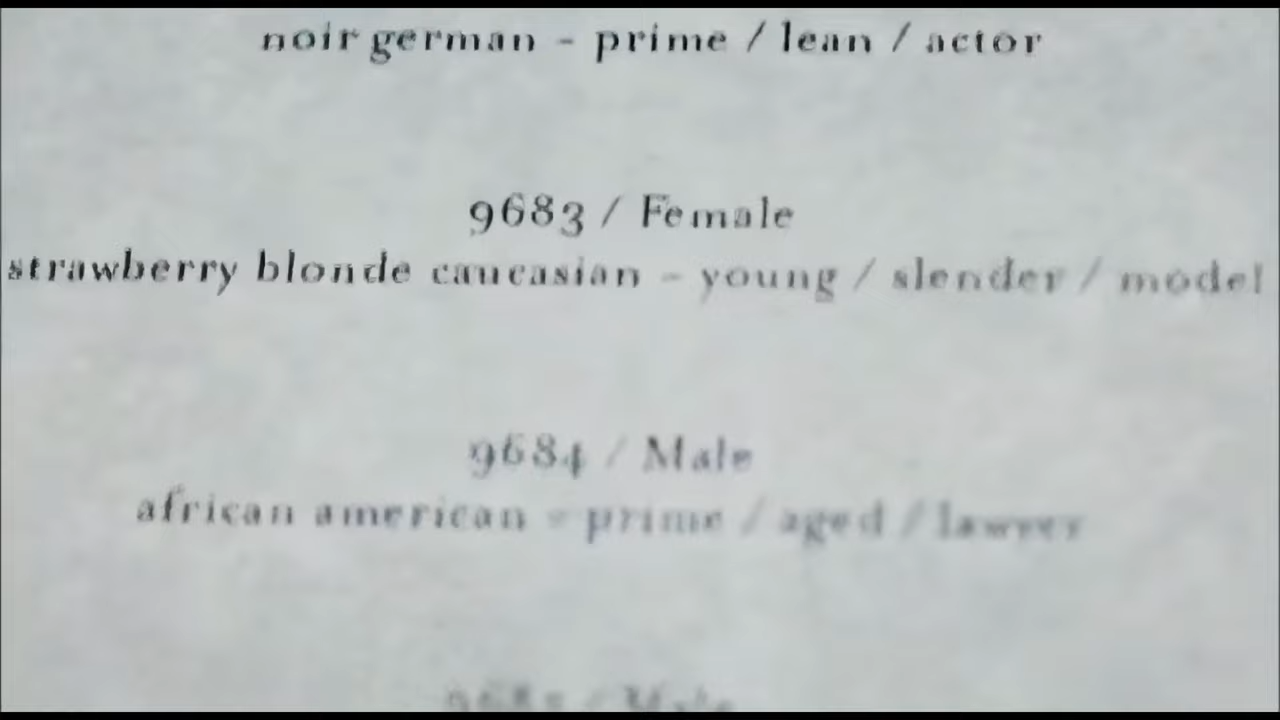 noir german - prime / lean / actor
9683 / Female
strawberry blonde caucasian - young / slender / model
9684 / Male
african american - prime / aged / lawyer
/ Male